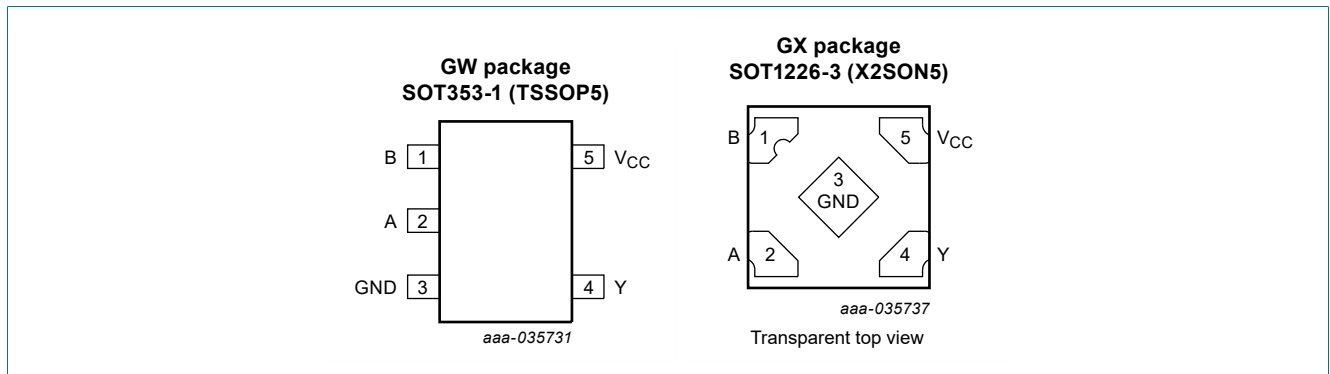 GW package
SOT353-1 (TSSOP5)
B 1
5 VCC
A 2
GND 3
4 Y
aaa-035731
GX package
SOT1226-3 (X2SON5)
B 1
5 VCC
3
GND
A 2
4 Y
aaa-035737
Transparent top view